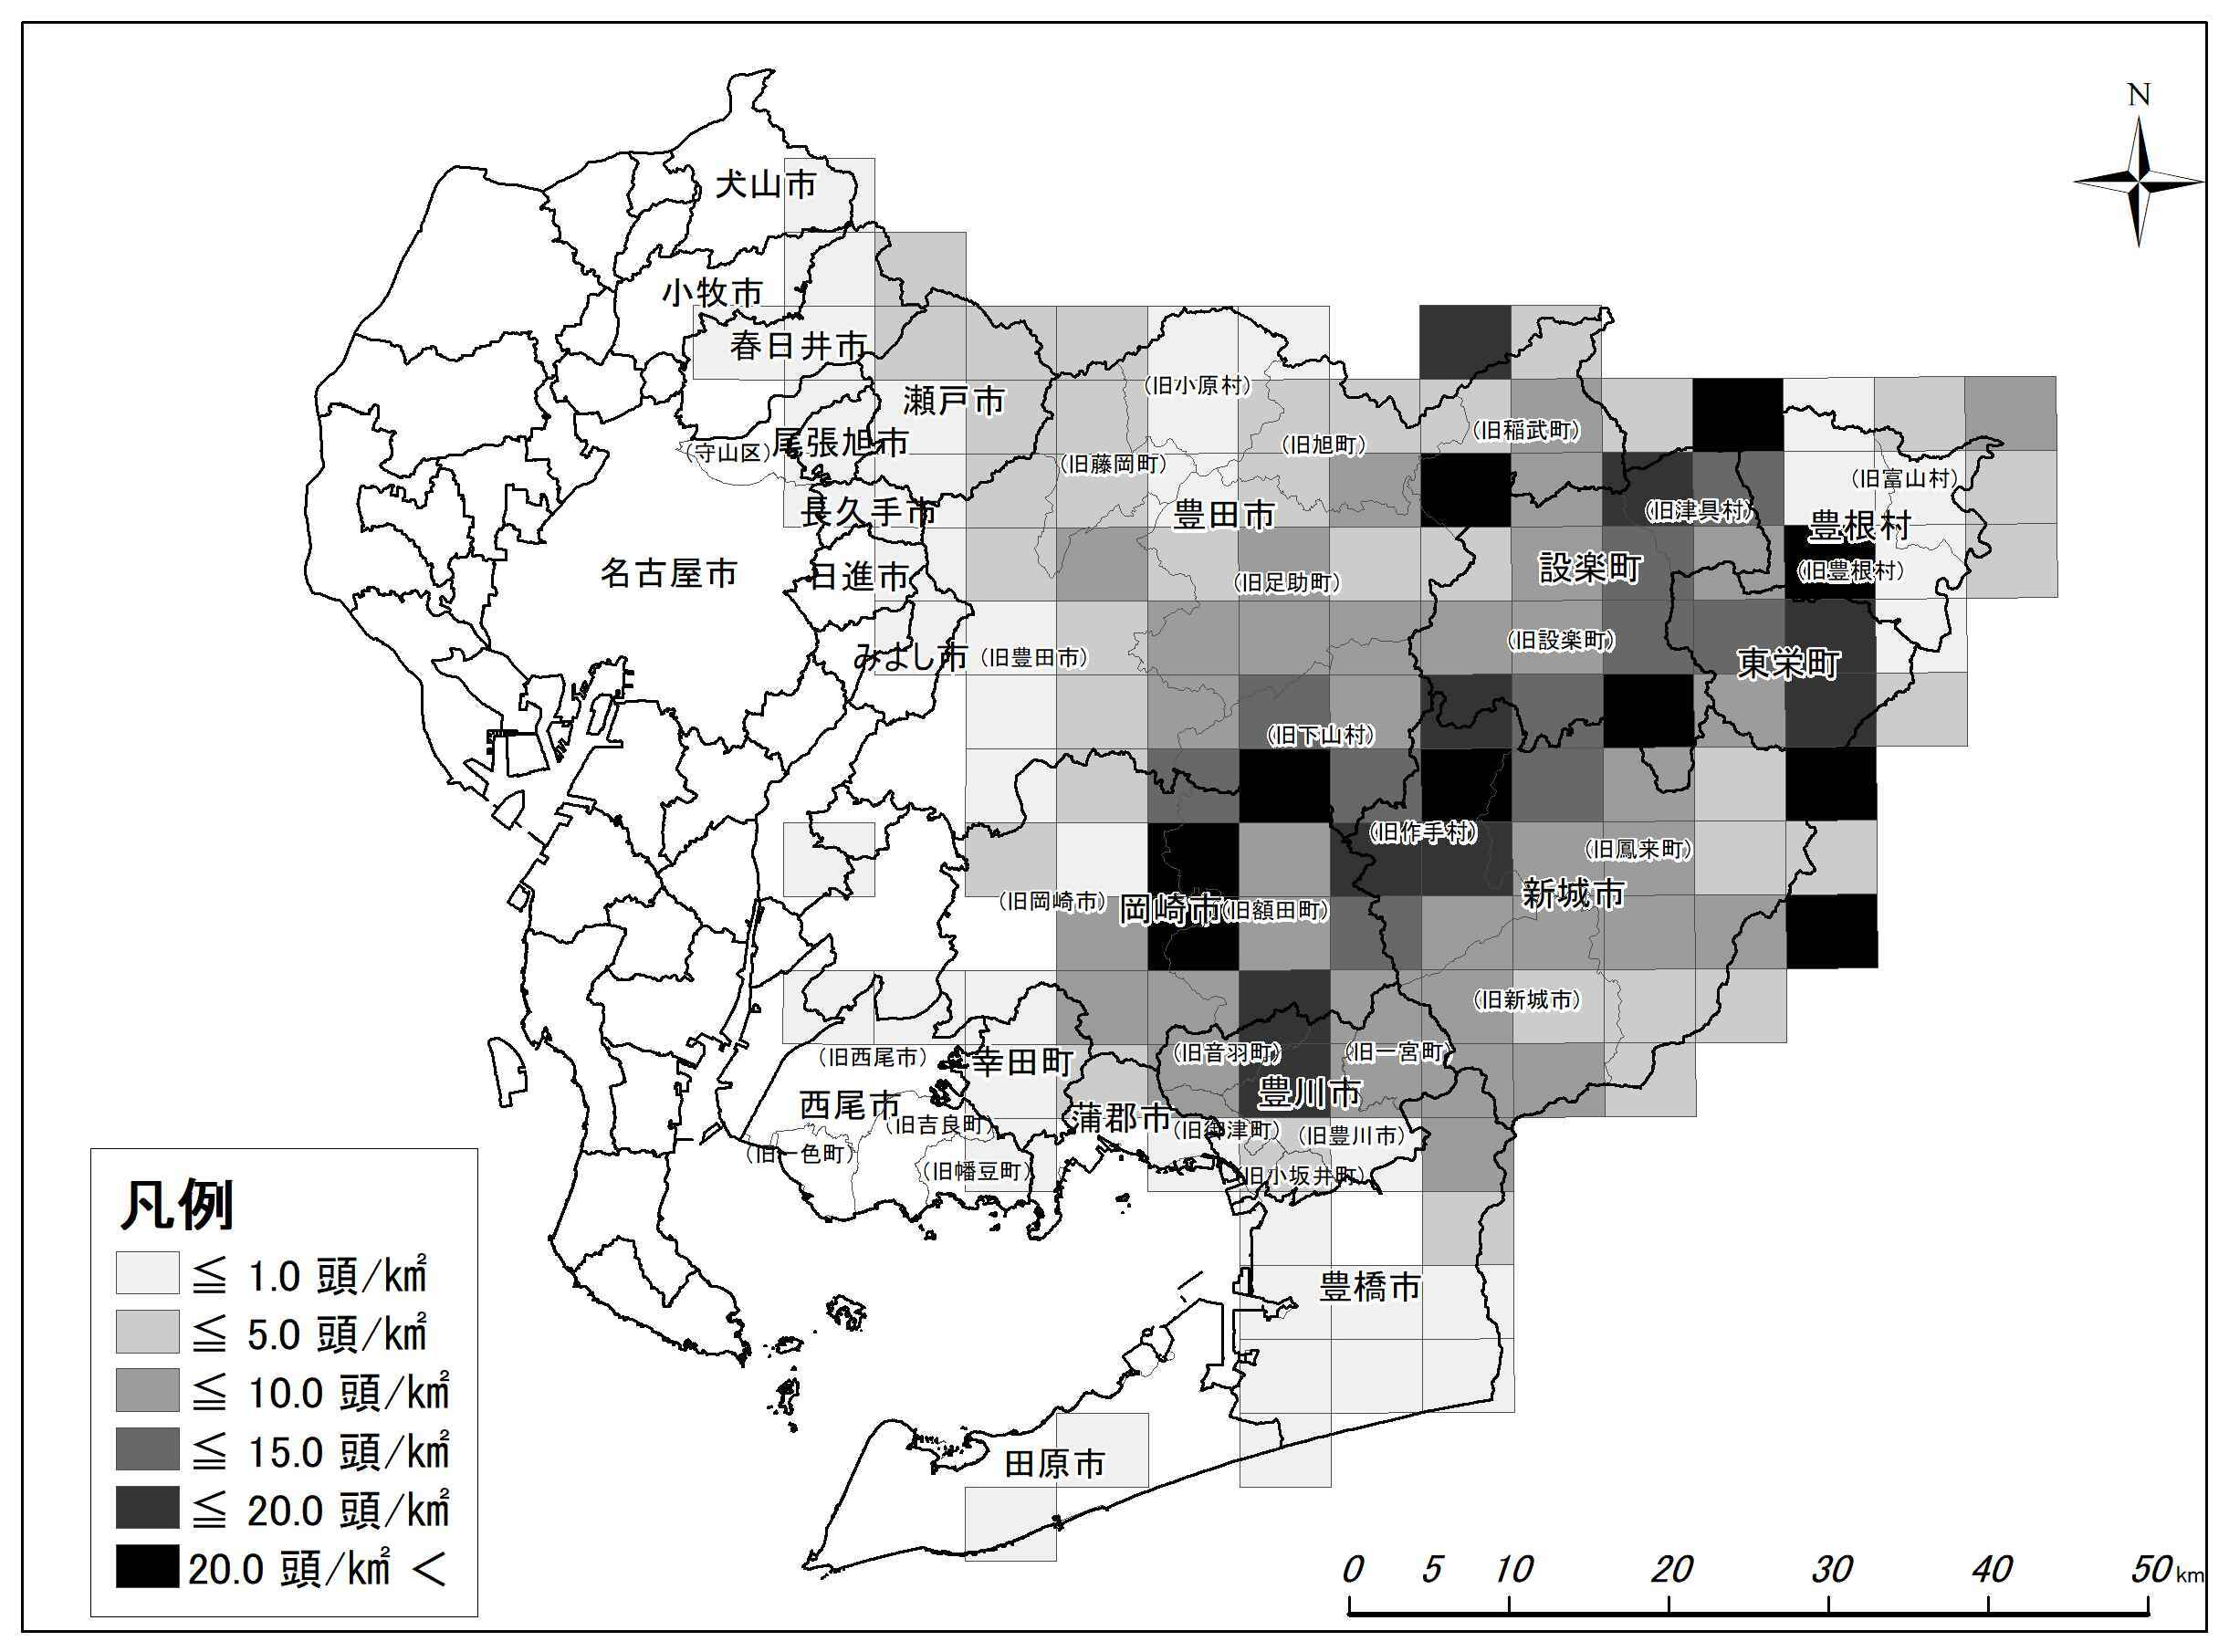 N
犬山市
小牧市
春日井市
(旧小原村)
瀬戸市
(旧稲武町)
尾張旭市
(旧旭町)
(守山区)
(旧藤岡町)
(旧富山村)
長久手市
豊田市
(旧津具村)
豊根村
名古屋市
日進市
(旧足助町)
設楽町
(旧豊根村)
みよし市
(旧豊田市)
(旧設楽町)
東栄町
(旧下山村)
(旧作手村)
(旧鳳来町)
新城市
(旧岡崎市)
岡崎市
(旧額田町)
(旧新城市)
(旧西尾市)
幸田町
(旧音羽町)
(旧一宮町)
西尾市
豊川市
(旧吉良町)
蒲郡市
(旧御津町)
(旧豊川市)
(旧一色町)
(旧幡豆町)
(旧小坂井町)
豊橋市
田原市
凡例
≦ 1.0 頭/km²
≦ 5.0 頭/km²
≦ 10.0 頭/km²
≦ 15.0 頭/km²
≦ 20.0 頭/km²
20.0 頭/km² <
0 5 10 20 30 40 50 km